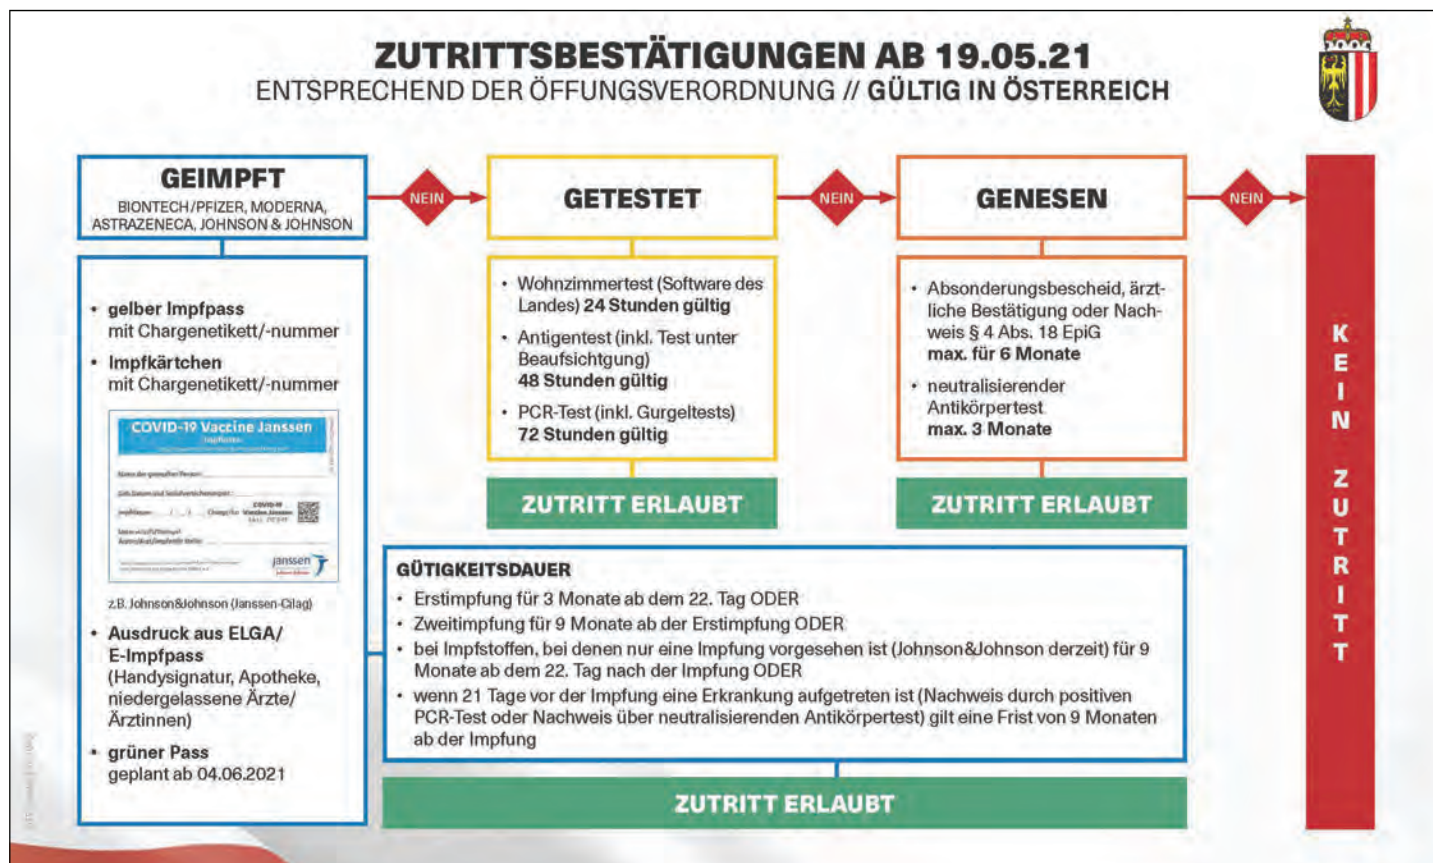 ZUTRITTSBESTÄTIGUNGEN AB 19.05.21
ENTSPRECHEND DER ÖFFUNGSVERORDNUNG // GÜLTIG IN ÖSTERREICH
GEIMPFT
BIONTECH/PFIZER, MODERNA,
ASTRAZENECA, JOHNSON & JOHNSON
NEIN
GETESTET
NEIN
GENESEN
NEIN
KEIN ZUTRITT
• gelber Impfpass
mit Chargenetikett/-nummer
• Impfkärtchen
mit Chargenetikett/-nummer
COVID-19 Vaccine Janssen
COVID-19
Vaccine Janssen
janssen
z.B. Johnson&Johnson (Janssen-Cilag)
• Ausdruck aus ELGA/
E-Impfpass
(Handysignatur, Apotheke,
niedergelassene Ärzte/
Ärztinnen)
• grüner Pass
geplant ab 04.06.2021
• Wohnzimmertest (Software des
Landes) 24 Stunden gültig
• Antigentest (inkl. Test unter
Beaufsichtgung)
48 Stunden gültig
• PCR-Test (inkl. Gurgeltests)
72 Stunden gültig
ZUTRITT ERLAUBT
• Absonderungsbescheid, ärzt-
liche Bestätigung oder Nach-
weis § 4 Abs. 18 EpiG
max. für 6 Monate
• neutralisierender
Antikörpertest
max. 3 Monate
ZUTRITT ERLAUBT
GÜTIGKEITSDAUER
• Erstimpfung für 3 Monate ab dem 22. Tag ODER
• Zweitimpfung für 9 Monate ab der Erstimpfung ODER
• bei Impfstoffen, bei denen nur eine Impfung vorgesehen ist (Johnson&Johnson derzeit) für 9
Monate ab dem 22. Tag nach der Impfung ODER
• wenn 21 Tage vor der Impfung eine Erkrankung aufgetreten ist (Nachweis durch positiven
PCR-Test oder Nachweis über neutralisierenden Antikörpertest) gilt eine Frist von 9 Monaten
ab der Impfung
ZUTRITT ERLAUBT